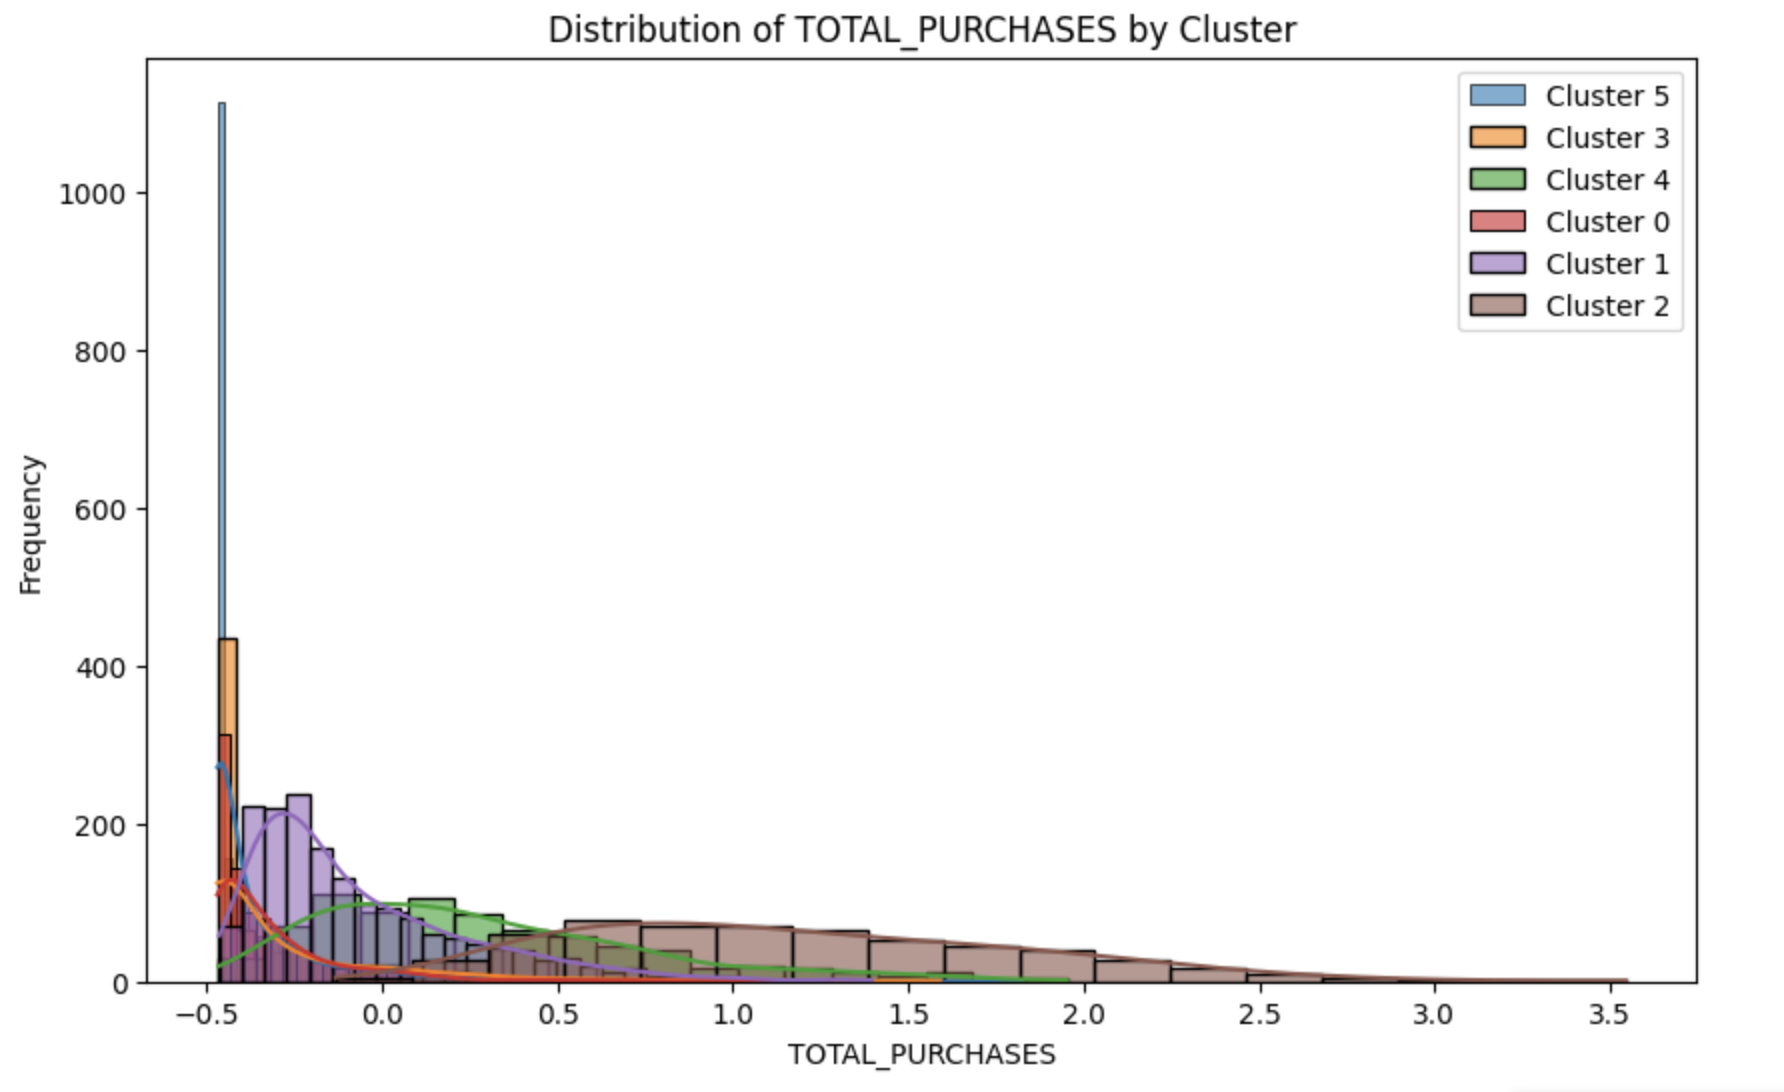 Distribution of TOTAL_PURCHASES by Cluster
Cluster 5
Cluster 3
Cluster 4
Cluster 0
Cluster 1
Cluster 2
Frequency
1000
800
600
400
200
0
−0.5 0.0 0.5 1.0 1.5 2.0 2.5 3.0 3.5
TOTAL_PURCHASES